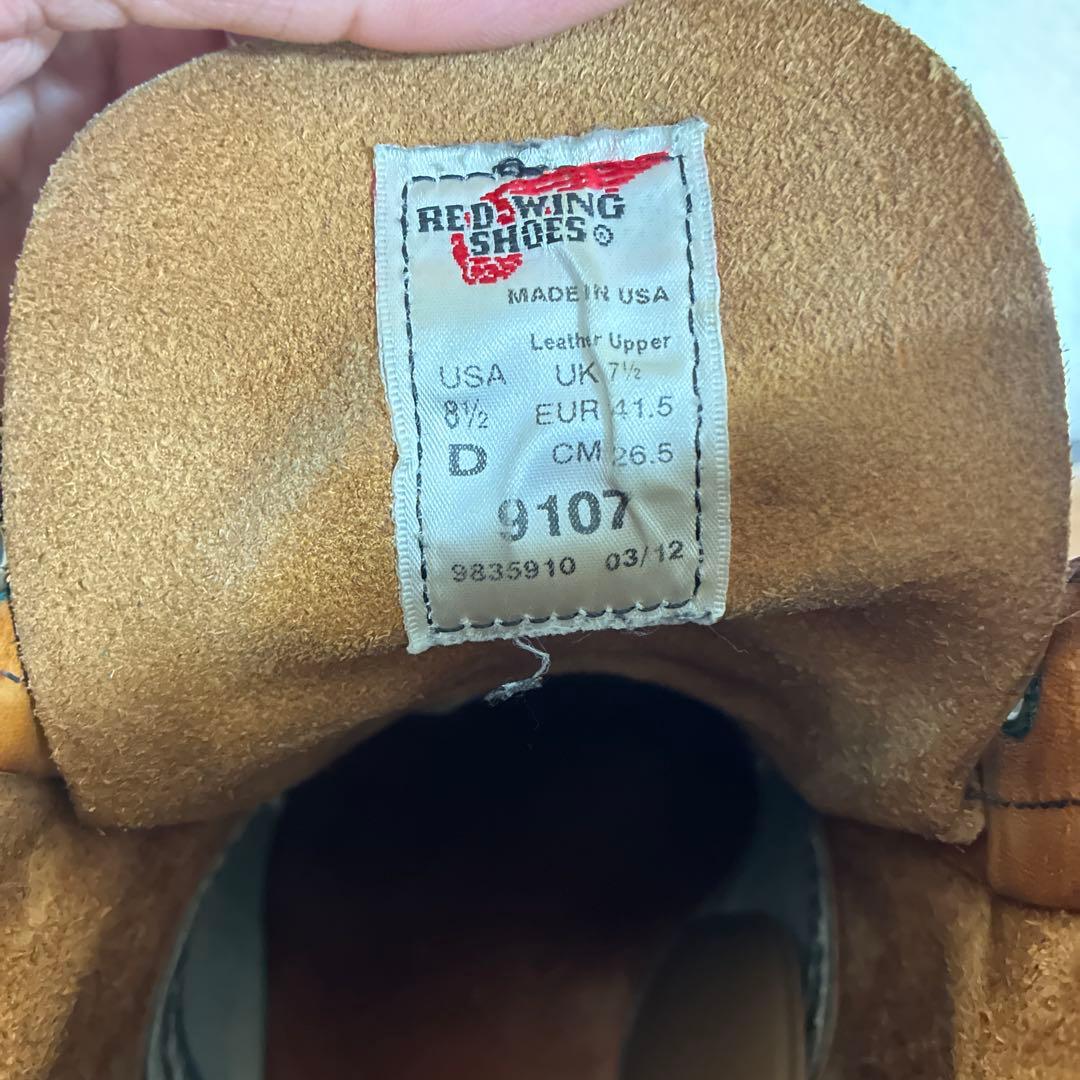 RED WING
SHOES®
MADE IN USA
Leather Upper
USA UK 7½
8½ EUR 41.5
D CM 26.5
9107
9835910 03/12